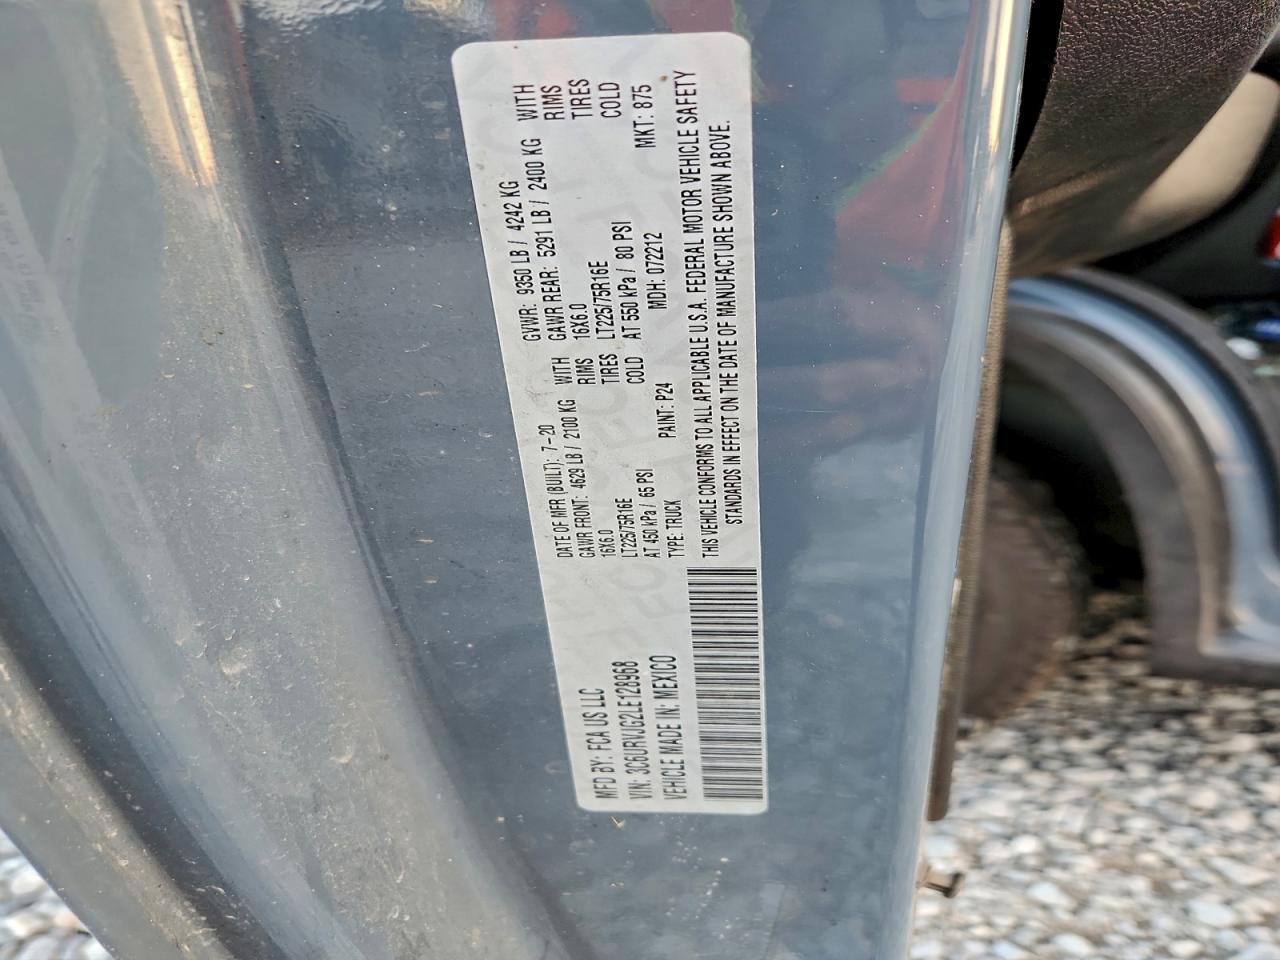 MFD BY: FCA US LLC
DATE OF MFR (BUILT): 7-20
GVWR: 9350 LB / 4242 KG
GAWR FRONT: 4629 LB / 2100 KG WITH
16X6.0 RIMS
LT225/75R16E TIRES
AT 450 kPa / 65 PSI COLD
GAWR REAR: 5291 LB / 2400 KG WITH
16X6.0 RIMS
LT225/75R16E TIRES
AT 550 kPa / 80 PSI COLD
VIN: 3C6URVJG2LE128968
TYPE: TRUCK PAINT: P24 MDH: 072212 MKT: 875
VEHICLE MADE IN: MEXICO
THIS VEHICLE CONFORMS TO ALL APPLICABLE U.S.A. FEDERAL MOTOR VEHICLE SAFETY
STANDARDS IN EFFECT ON THE DATE OF MANUFACTURE SHOWN ABOVE.